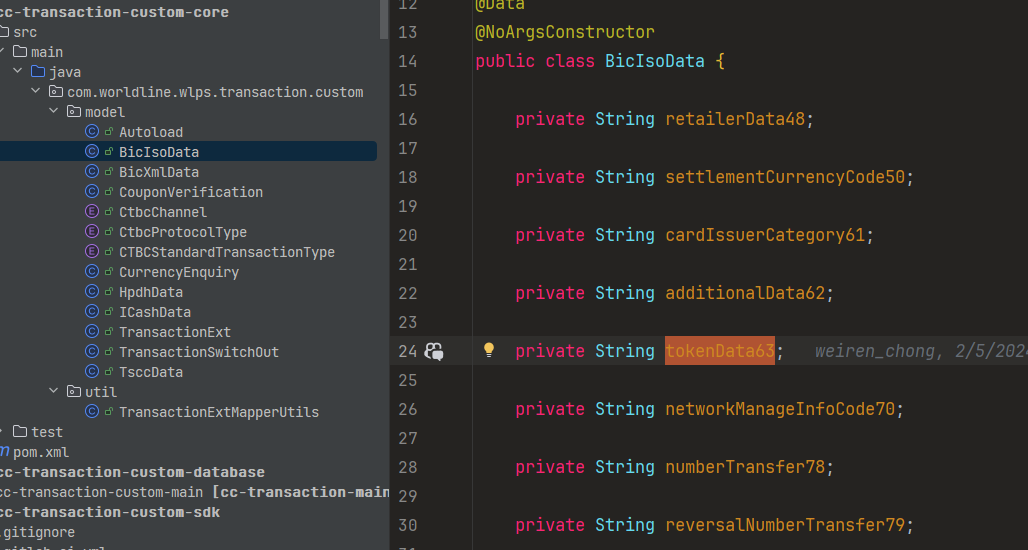 cc-transaction-custom-core
src
main
java
com.worldline.wlps.transaction.custom
model
Autoload
BicIsoData
BicXmlData
CouponVerification
CtbcChannel
CtbcProtocolType
CTBCStandardTransactionType
CurrencyEnquiry
HpdhData
ICashData
TransactionExt
TransactionSwitchOut
TsccData
util
TransactionExtMapperUtils
test
pom.xml
cc-transaction-custom-database
cc-transaction-custom-main [cc-transaction-main
cc-transaction-custom-sdk
.gitignore
12 @Data
13 @NoArgsConstructor
14 public class BicIsoData {
15
16 private String retailerData48;
17
18 private String settlementCurrencyCode50;
19
20 private String cardIssuerCategory61;
21
22 private String additionalData62;
23
24 private String tokenData63; weiren_chong, 2/5/2024
25
26 private String networkManageInfoCode70;
27
28 private String numberTransfer78;
29
30 private String reversalNumberTransfer79;